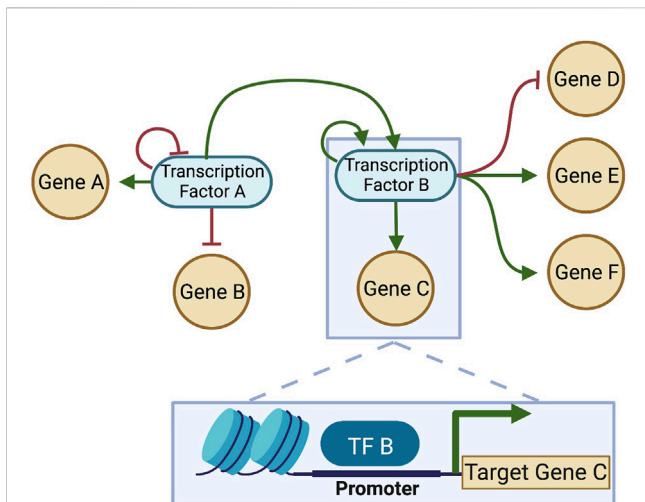 Gene D
Transcription
Factor A
Transcription
Factor B
Gene A
Gene E
Gene B
Gene C
Gene F
TF B
Promoter
Target Gene C